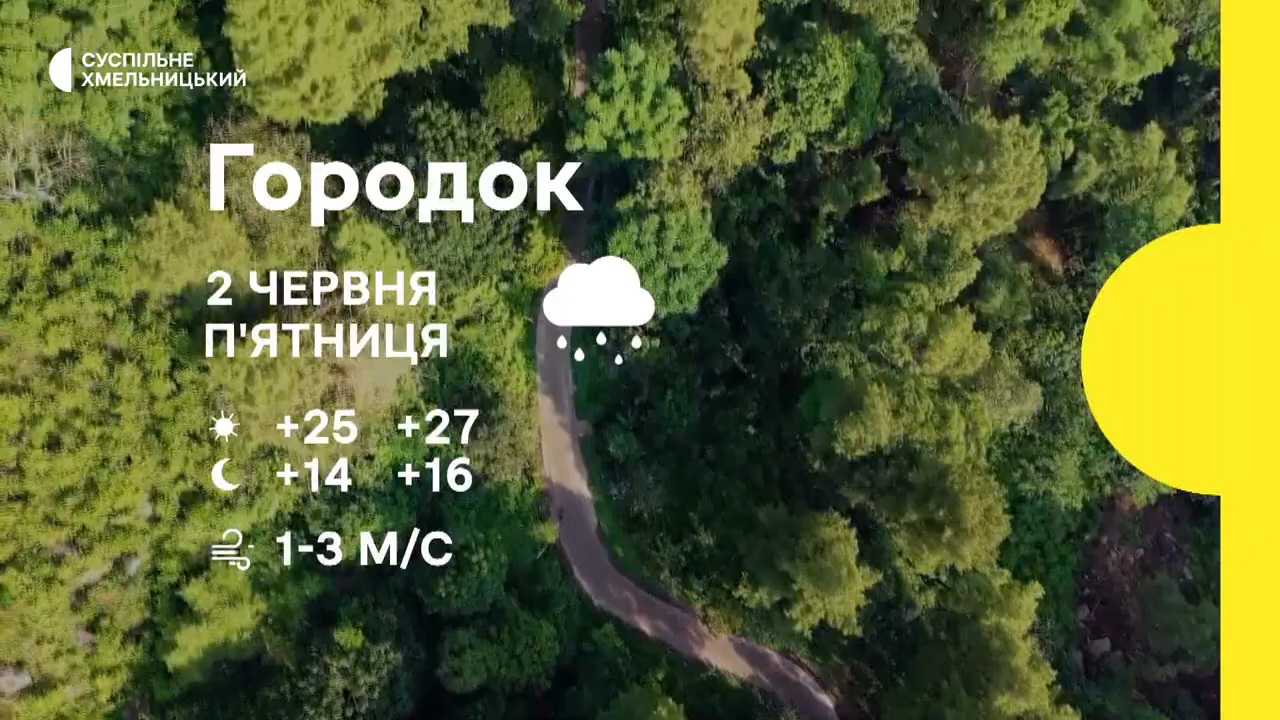 СУСПІЛЬНЕ
ХМЕЛЬНИЦЬКИЙ
Городок
2 ЧЕРВНЯ
П'ЯТНИЦЯ
+25 +27
+14 +16
1-3 М/С